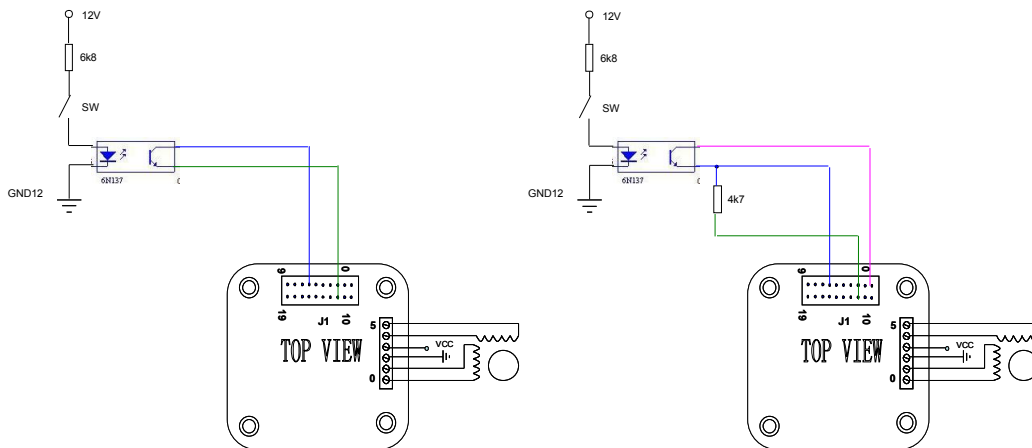 12V
6k8
SW
6N137
GND12
9
0
19
10
J1
5
TOP VIEW
VCC
0
12V
6k8
SW
6N137
GND12
4k7
9
0
19
10
J1
5
TOP VIEW
VCC
0